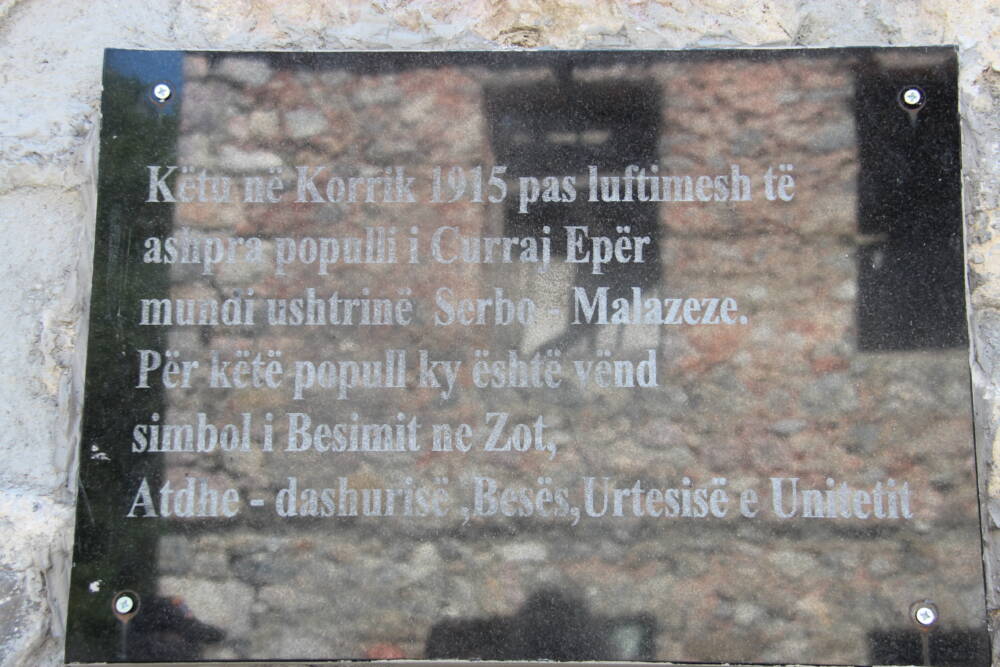 Këtu në Korrik 1915 pas luftimesh të
ashpra populli i Curraj Epër
mundi ushtrinë Serbo - Malazeze.
Për këtë popull ky është vënd
simbol i Besimit ne Zot,
Atdhe - dashurisë ,Besës,Urtesisë e Unitetit